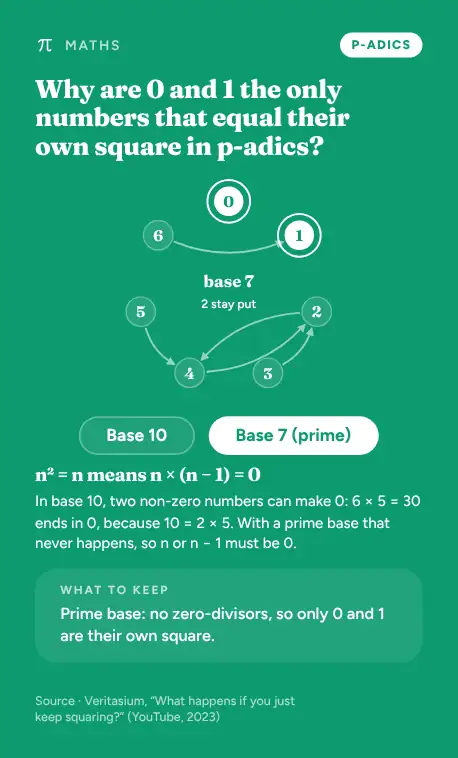 π MATHS
P-ADICS
Why are 0 and 1 the only
numbers that equal their
own square in p-adics?
0
6
1
base 7
2 stay put
5
2
4
3
Base 10
Base 7 (prime)
n² = n means n × (n − 1) = 0
In base 10, two non-zero numbers can make 0: 6 × 5 = 30
ends in 0, because 10 = 2 × 5. With a prime base that
never happens, so n or n − 1 must be 0.
WHAT TO KEEP
Prime base: no zero-divisors, so only 0 and 1
are their own square.
Source · Veritasium, “What happens if you just
keep squaring?” (YouTube, 2023)